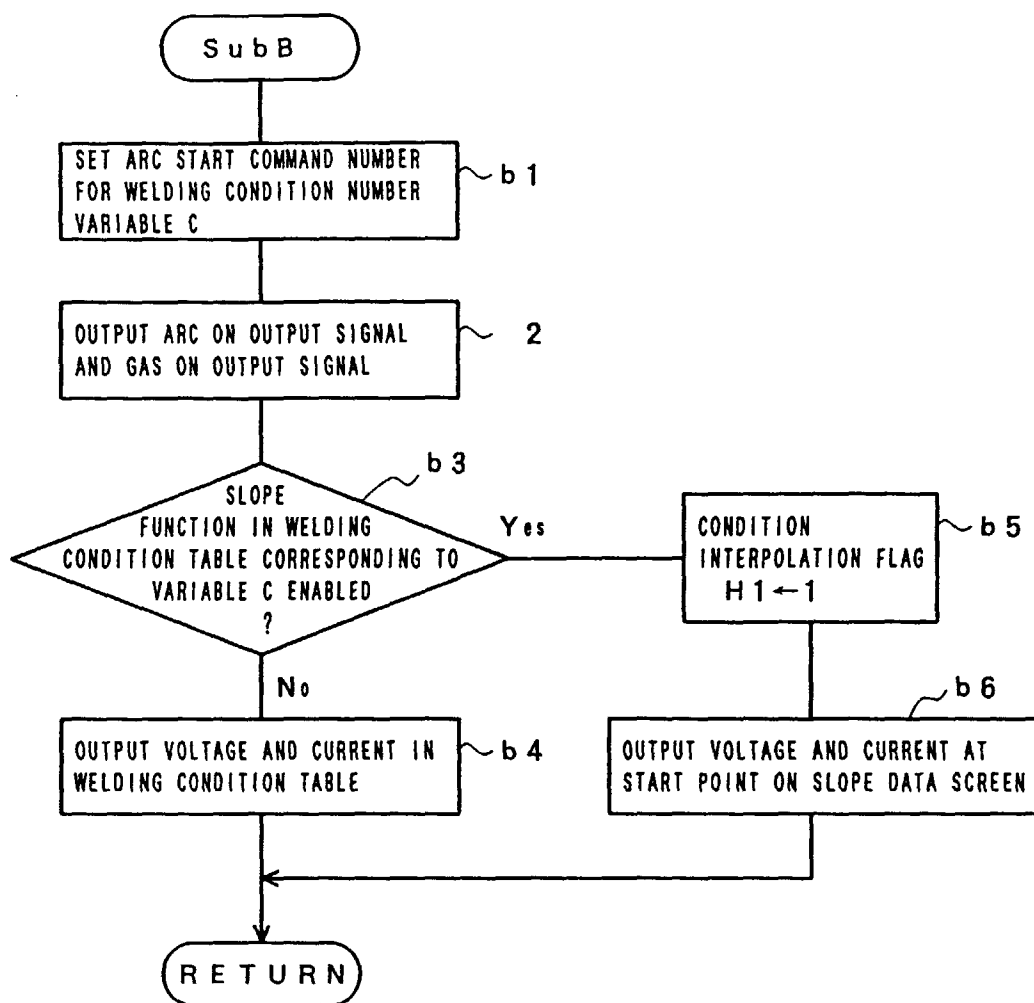 SubB
SET ARC START COMMAND NUMBER
FOR WELDING CONDITION NUMBER
VARIABLE C
b1
OUTPUT ARC ON OUTPUT SIGNAL
AND GAS ON OUTPUT SIGNAL
2
b3
SLOPE
FUNCTION IN WELDING
CONDITION TABLE CORRESPONDING TO
VARIABLE C ENABLED
?
Yes
CONDITION
INTERPOLATION FLAG
H1←1
b5
No
OUTPUT VOLTAGE AND CURRENT IN
WELDING CONDITION TABLE
b4
b6
OUTPUT VOLTAGE AND CURRENT AT
START POINT ON SLOPE DATA SCREEN
RETURN